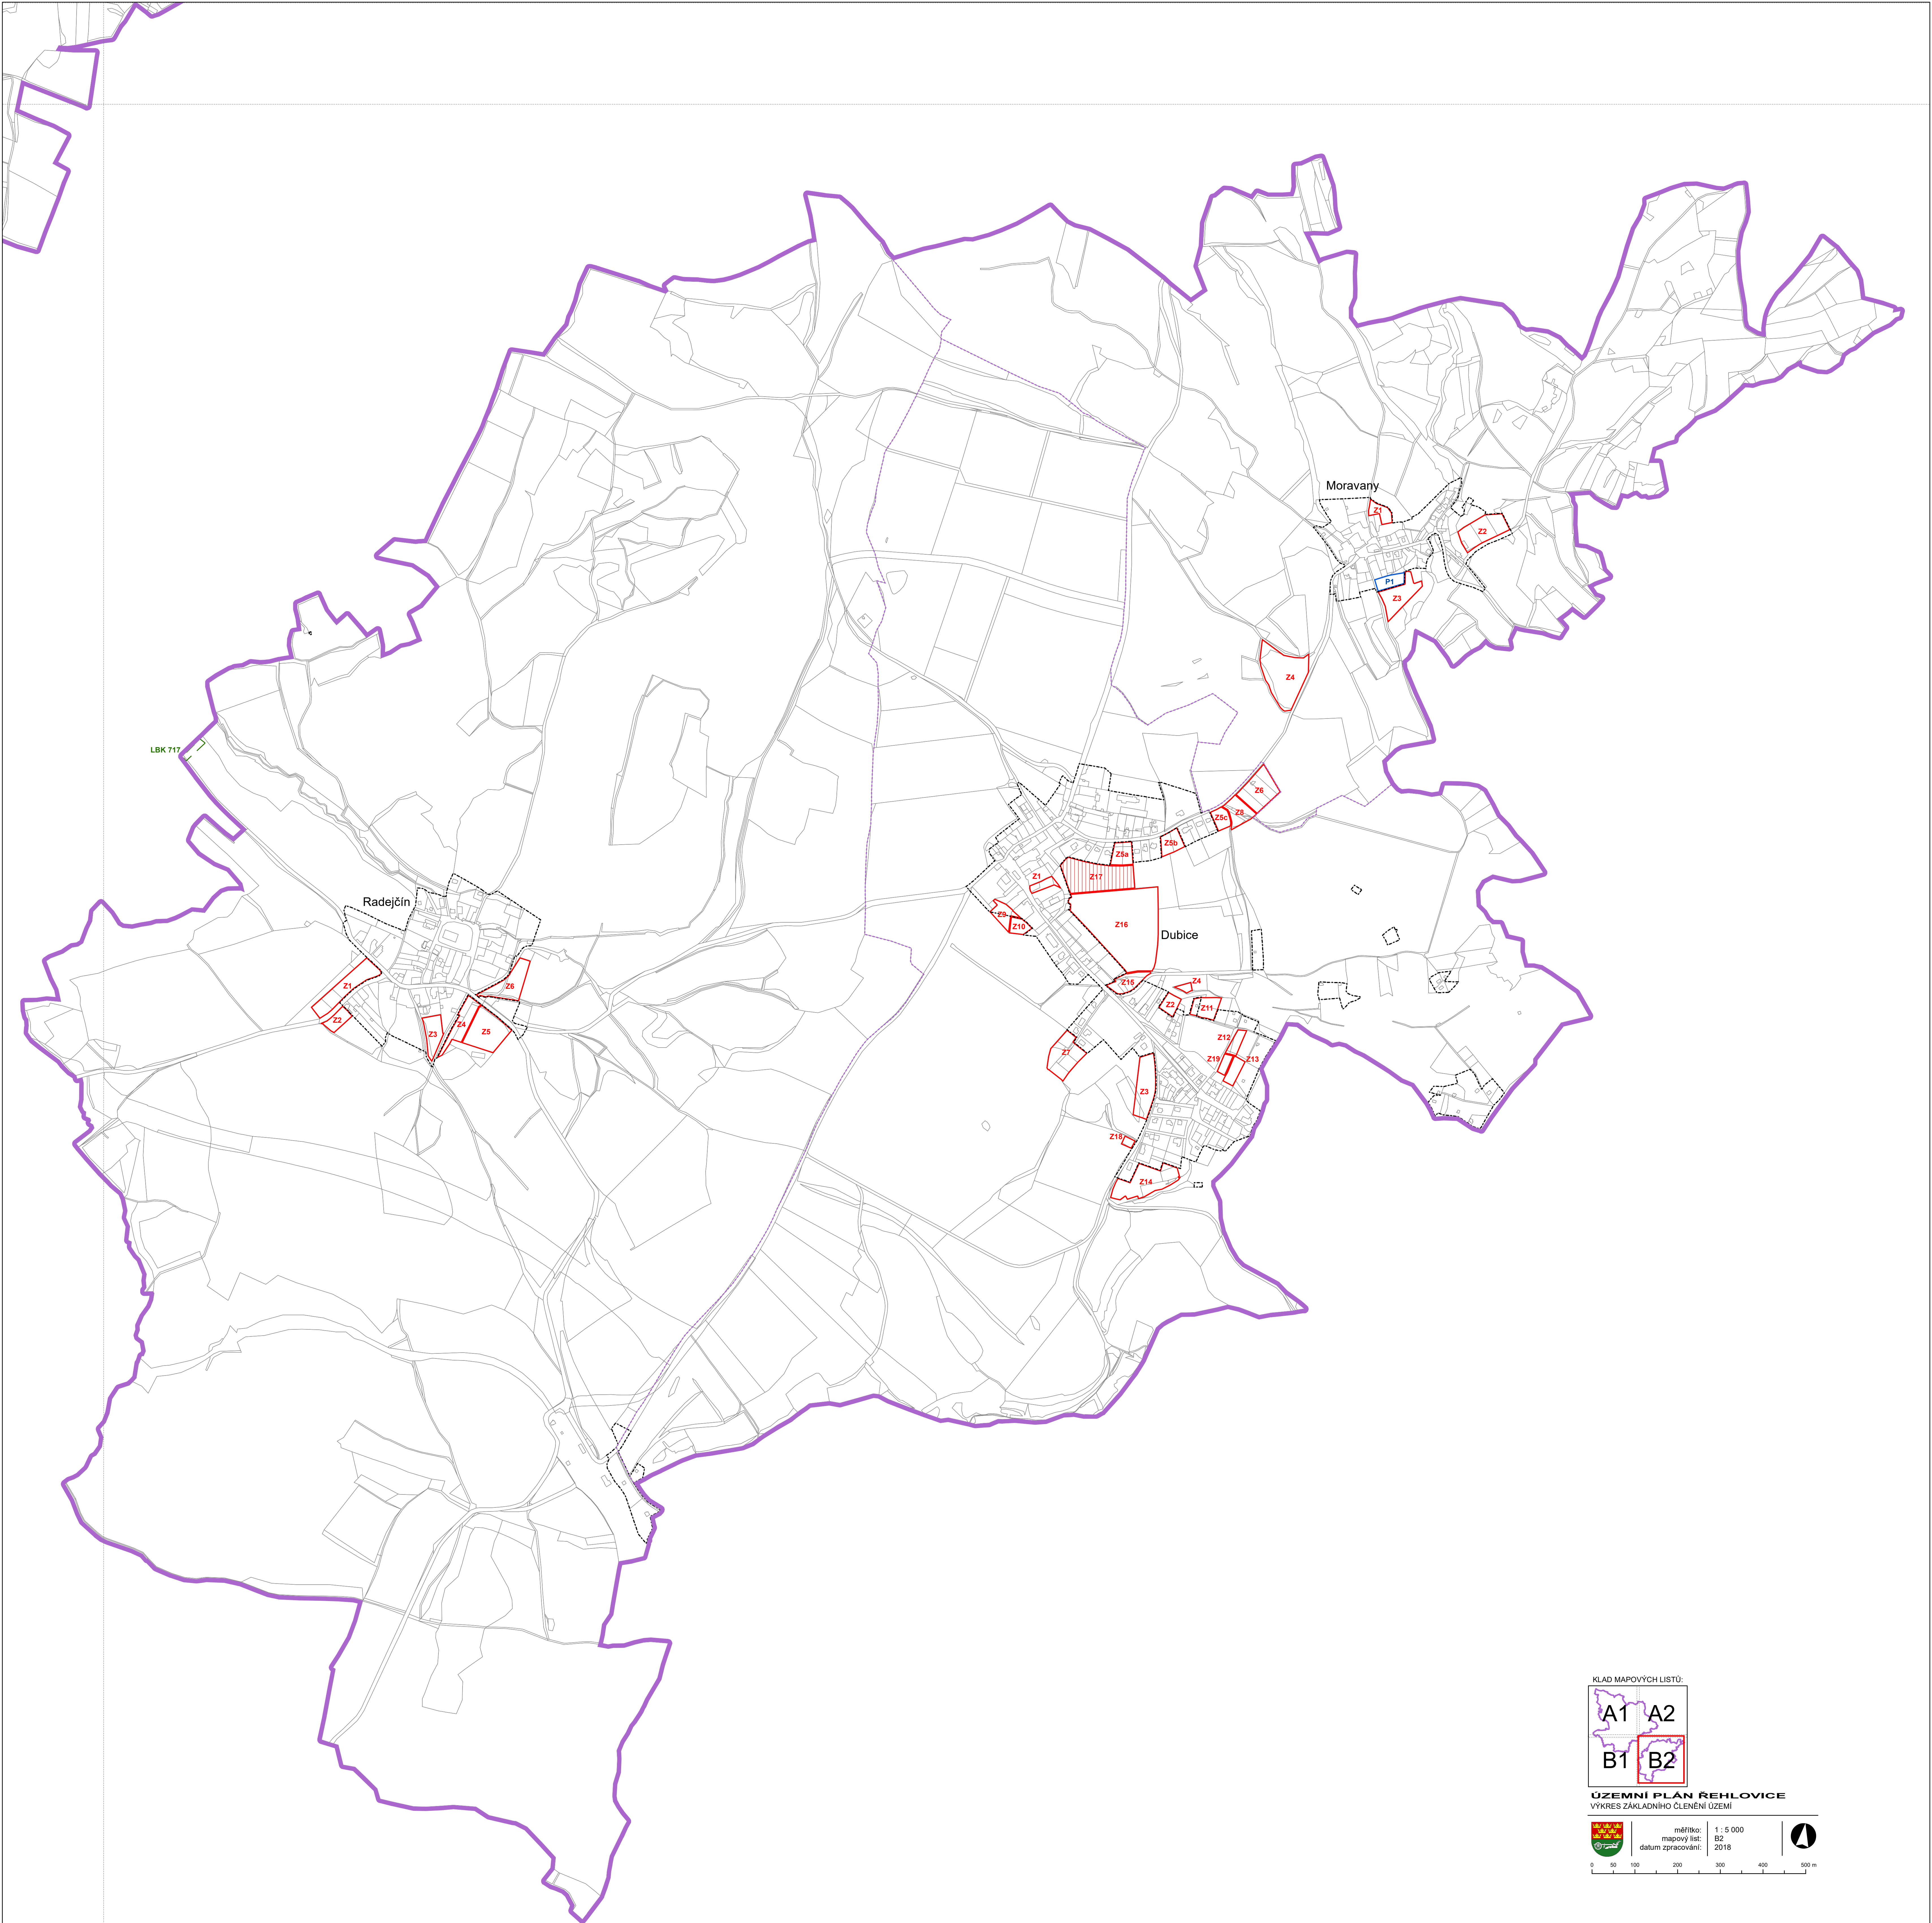 Moravany
Z1
Z2
P1
Z3
Z4
LBK 717
Z6
Z8
Z5c
Z5b
Z5a
Z17
Z1
Z9
Z10
Z16
Dubice
Z15
Z4
Z2
Z11
Z12
Z19
Z13
Z7
Z3
Z18
Z14
Radejčín
Z1
Z2
Z6
Z3
Z4
Z5
KLAD MAPOVÝCH LISTŮ:
A1 A2
B1 B2
ÚZEMNÍ PLÁN ŘEHLOVICE
VÝKRES ZÁKLADNÍHO ČLENĚNÍ ÚZEMÍ
měřítko: 1 : 5 000
mapový list: B2
datum zpracování: 2018
0 50 100 200 300 400 500 m